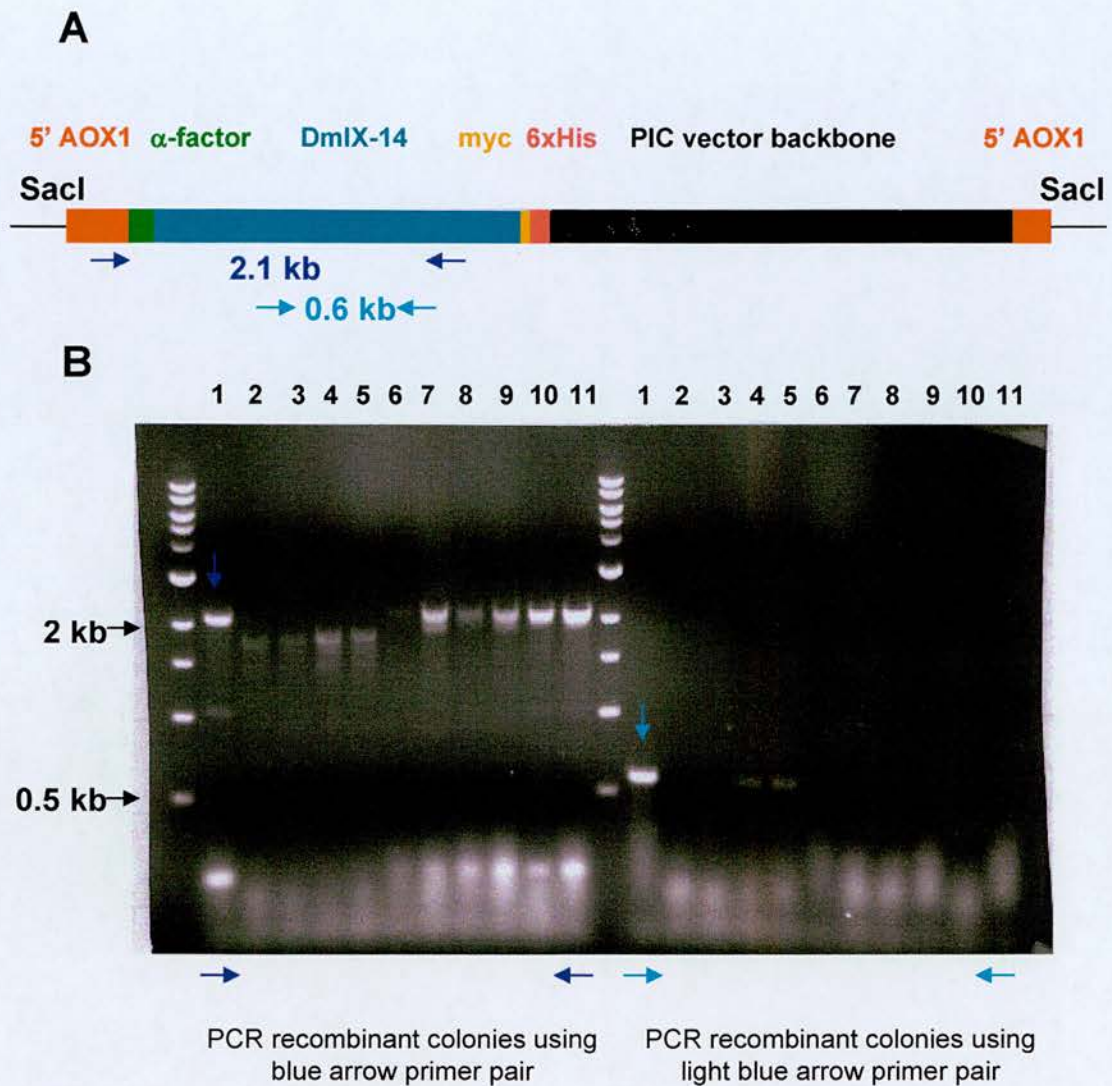 A
5' AOX1 α-factor DmIX-14 myc 6xHis PIC vector backbone 5' AOX1
SacI SacI
2.1 kb
0.6 kb
B
1 2 3 4 5 6 7 8 9 10 11 1 2 3 4 5 6 7 8 9 10 11
2 kb
0.5 kb
PCR recombinant colonies using PCR recombinant colonies using
blue arrow primer pair light blue arrow primer pair